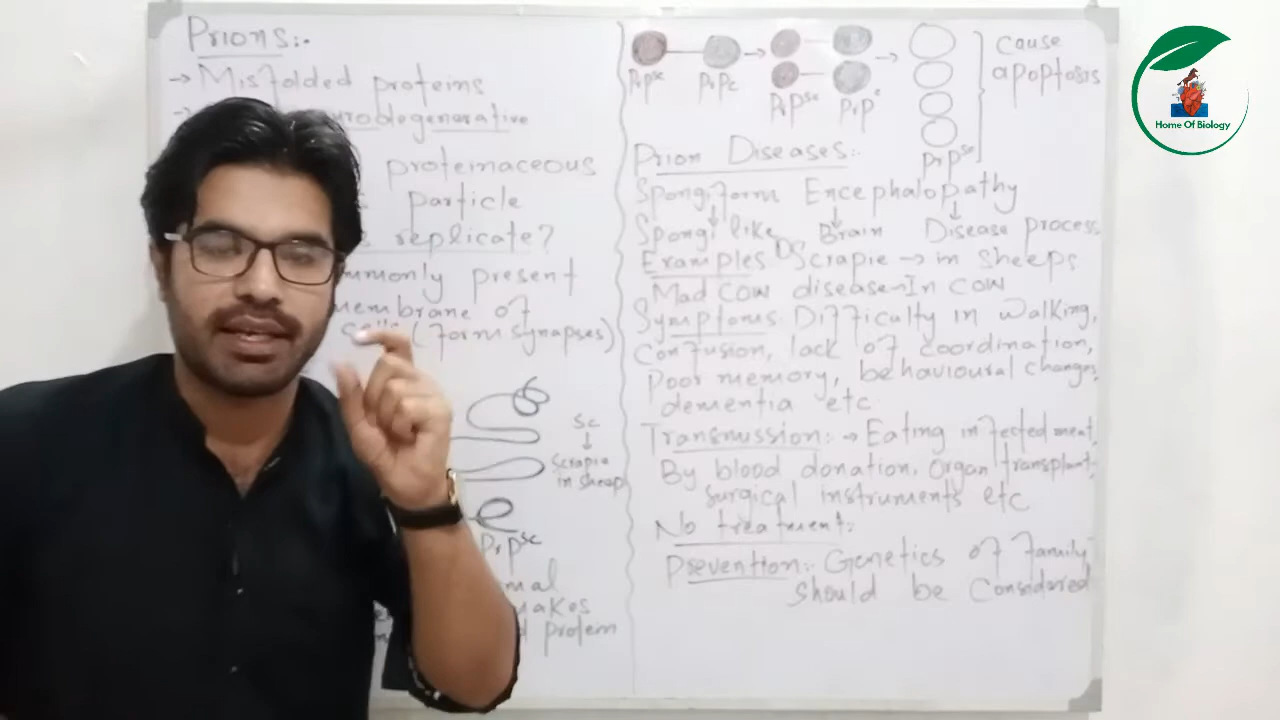 Prions:-
→ Misfolded proteins
→ neurodegenerative
proteinaceous
particle
replicate?
commonly present
membrane of
cells (form synapses)
Sc
↓
Scrapie
in sheep
PrPsc
makes
protein
PrPsc PrPc → PrPsc PrPc → PrPsc
cause
apoptosis
Prion Diseases:-
Spongiform Encephalopathy
Spongi like Brain Disease process
Examples Scrapie → in sheeps
Mad cow disease-In cow
Symptoms Difficulty in walking,
confusion, lack of coordination,
Poor memory, behavioural changes,
dementia etc
Transmission:→ Eating infected meat,
By blood donation, organ transplant,
surgical instruments etc
No treatment:
Prevention:- Genetics of family
should be considered
Home Of Biology